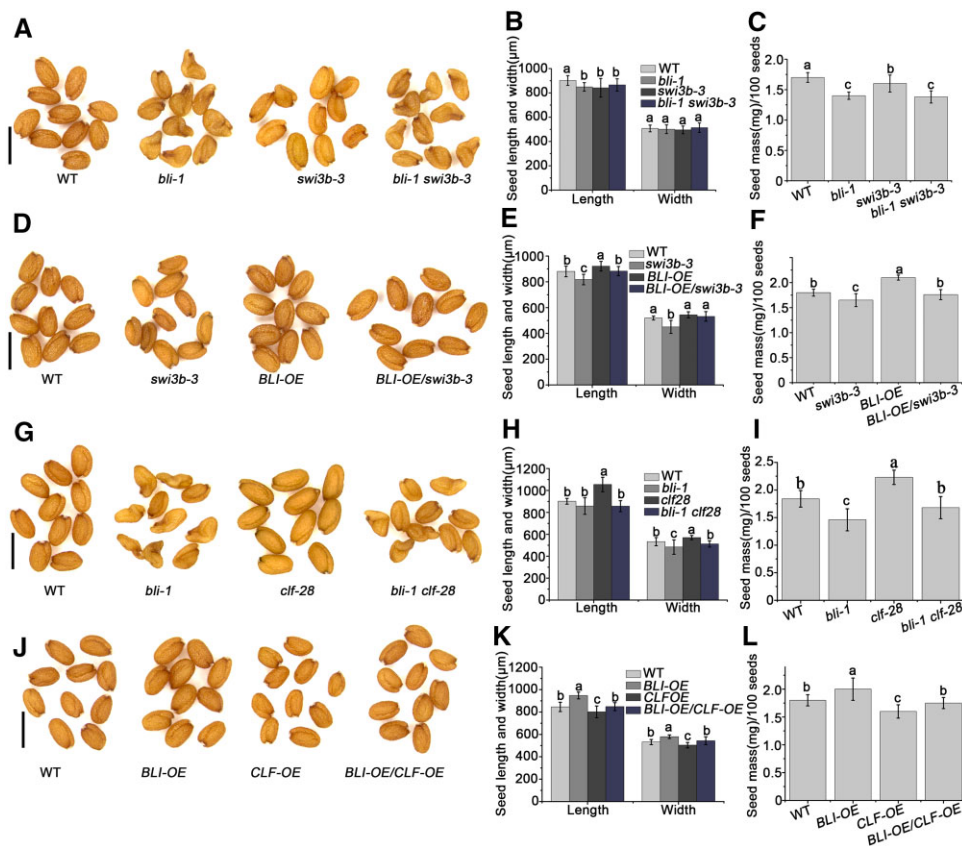 A
WT
bli-1
swi3b-3
bli-1 swi3b-3
B
Seed length and width(μm)
1000
800
600
400
200
0
a b b b
a a a a
WT
bli-1
swi3b-3
bli-1 swi3b-3
Length
Width
C
Seed mass(mg)/100 seeds
2.0
1.5
1.0
0.5
0.0
a
c
b
c
WT
bli-1
swi3b-3
bli-1 swi3b-3
D
WT
swi3b-3
BLI-OE
BLI-OE/swi3b-3
E
Seed length and width(μm)
1000
800
600
400
200
0
b c a b
a b a a
WT
swi3b-3
BLI-OE
BLI-OE/swi3b-3
Length
Width
F
Seed mass(mg)/100 seeds
2.5
2.0
1.5
1.0
0.5
0.0
b
c
a
b
WT
swi3b-3
BLI-OE
BLI-OE/swi3b-3
G
WT
bli-1
clf-28
bli-1 clf-28
H
Seed length and width(μm)
1200
1000
800
600
400
200
0
b b a b
b c a b
WT
bli-1
clf28
bli-1 clf28
Length
Width
I
Seed mass(mg)/100 seeds
2.5
2.0
1.5
1.0
0.5
0.0
b
c
a
b
WT
bli-1
clf-28
bli-1 clf-28
J
WT
BLI-OE
CLF-OE
BLI-OE/CLF-OE
K
Seed length and width(μm)
1200
1000
800
600
400
200
0
b a c b
b a c b
WT
BLI-OE
CLFOE
BLI-OE/CLF-OE
Length
Width
L
Seed mass(mg)/100 seeds
2.0
1.5
1.0
0.5
0.0
b
a
c
b
WT
BLI-OE
CLF-OE
BLI-OE/CLF-OE